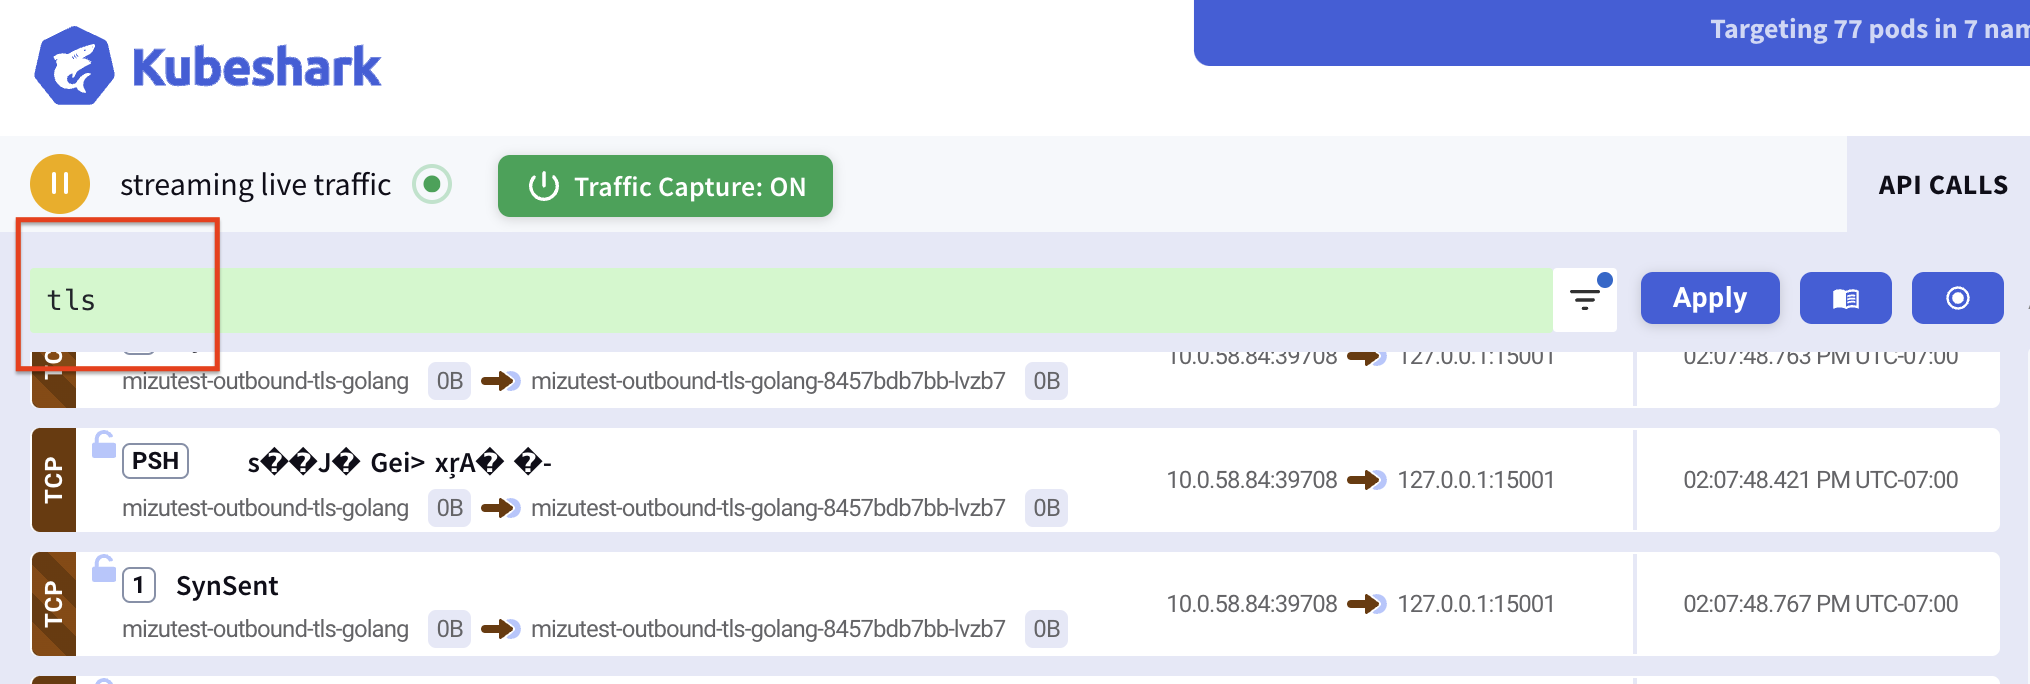 Targeting 77 pods in 7 nam
Kubeshark
streaming live traffic
Traffic Capture: ON
API CALLS
tls
Apply
10.0.58.84:39708 127.0.0.1:15001 02:07:48.763 PM UTC-07:00
mizutest-outbound-tls-golang 0B mizutest-outbound-tls-golang-8457bdb7bb-lvzb7 0B
TCP
PSH s��J� Gei> xŗA� �-
10.0.58.84:39708 127.0.0.1:15001 02:07:48.421 PM UTC-07:00
mizutest-outbound-tls-golang 0B mizutest-outbound-tls-golang-8457bdb7bb-lvzb7 0B
TCP
1 SynSent
10.0.58.84:39708 127.0.0.1:15001 02:07:48.767 PM UTC-07:00
mizutest-outbound-tls-golang 0B mizutest-outbound-tls-golang-8457bdb7bb-lvzb7 0B